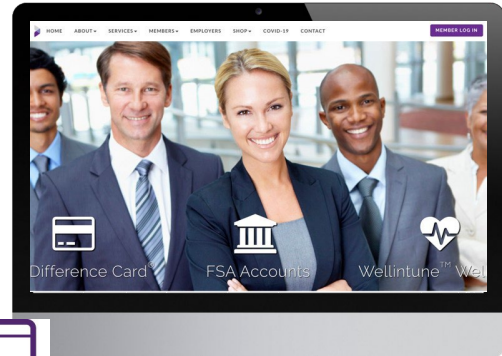 HOME ABOUT SERVICES MEMBERS EMPLOYERS SHOP COVID-19 CONTACT MEMBER LOG IN
Difference Card FSA Accounts Wellintune™ Wel